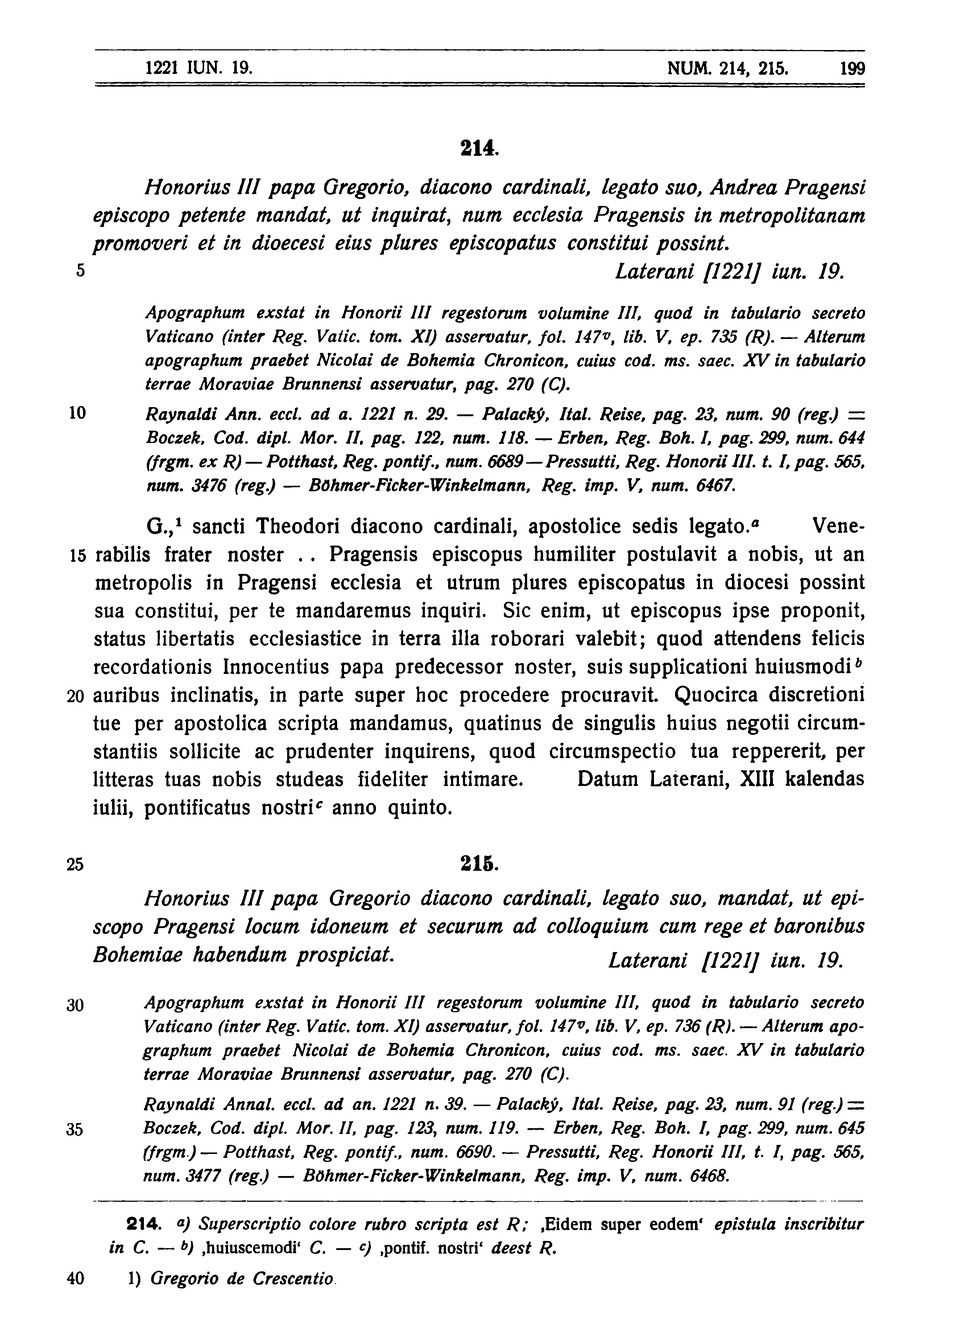 1221 IUN. 19. NUM. 214, 215. 199
214.
Honorius III papa Gregorio, diacono cardinali, legato suo, Andrea Pragensi
episcopo petente mandat, ut inquirat, num ecclesia Pragensis in metropolitanam
promoveri et in dioecesi eius plures episcopatus constitui possint.
5 Laterani [1221] iun. 19.
Apographum exstat in Honorii III regestorum volumine III, quod in tabulario secreto
Vaticano (inter Reg. Vatic. tom. XI) asservatur, fol. 147v, lib. V, ep. 735 (R). — Alterum
apographum praebet Nicolai de Bohemia Chronicon, cuius cod. ms. saec. XV in tabulario
terrae Moraviae Brunnensi asservatur, pag. 270 (C).
10 Raynaldi Ann. eccl. ad a. 1221 n. 29. — Palacký, Ital. Reise, pag. 23, num. 90 (reg.) =
Boczek, Cod. dipl. Mor. II, pag. 122, num. 118. — Erben, Reg. Boh. I, pag. 299, num. 644
(frgm. ex R) — Potthast, Reg. pontif., num. 6689 — Pressutti, Reg. Honorii III. t. I, pag. 565,
num. 3476 (reg.) — Böhmer-Ficker-Winkelmann, Reg. imp. V, num. 6467.
G.,¹ sancti Theodori diacono cardinali, apostolice sedis legato.ᵃ Vene-
15 rabilis frater noster . . Pragensis episcopus humiliter postulavit a nobis, ut an
metropolis in Pragensi ecclesia et utrum plures episcopatus in diocesi possint
sua constitui, per te mandaremus inquiri. Sic enim, ut episcopus ipse proponit,
status libertatis ecclesiastice in terra illa roborari valebit; quod attendens felicis
recordationis Innocentius papa predecessor noster, suis supplicationi huiusmodi ᵇ
20 auribus inclinatis, in parte super hoc procedere procuravit. Quocirca discretioni
tue per apostolica scripta mandamus, quatinus de singulis huius negotii circum-
stantiis sollicite ac prudenter inquirens, quod circumspectio tua reppererit, per
litteras tuas nobis studeas fideliter intimare. Datum Laterani, XIII kalendas
iulii, pontificatus nostri ᶜ anno quinto.
25 215.
Honorius III papa Gregorio diacono cardinali, legato suo, mandat, ut epi-
scopo Pragensi locum idoneum et securum ad colloquium cum rege et baronibus
Bohemiae habendum prospiciat. Laterani [1221] iun. 19.
30 Apographum exstat in Honorii III regestorum volumine III, quod in tabulario secreto
Vaticano (inter Reg. Vatic. tom. XI) asservatur, fol. 147v, lib. V, ep. 736 (R). — Alterum apo-
graphum praebet Nicolai de Bohemia Chronicon, cuius cod. ms. saec. XV in tabulario
terrae Moraviae Brunnensi asservatur, pag. 270 (C).
Raynaldi Annal. eccl. ad an. 1221 n. 39. — Palacký, Ital. Reise, pag. 23, num. 91 (reg.) =
35 Boczek, Cod. dipl. Mor. II, pag. 123, num. 119. — Erben, Reg. Boh. I, pag. 299, num. 645
(frgm.) — Potthast, Reg. pontif., num. 6690. — Pressutti, Reg. Honorii III, t. I, pag. 565,
num. 3477 (reg.) — Böhmer-Ficker-Winkelmann, Reg. imp. V, num. 6468.
214. a) Superscriptio colore rubro scripta est R; ‚Eidem super eodem‘ epistula inscribitur
in C. — b) ‚huiuscemodi‘ C. — c) ‚pontif. nostri‘ deest R.
40 1) Gregorio de Crescentio.